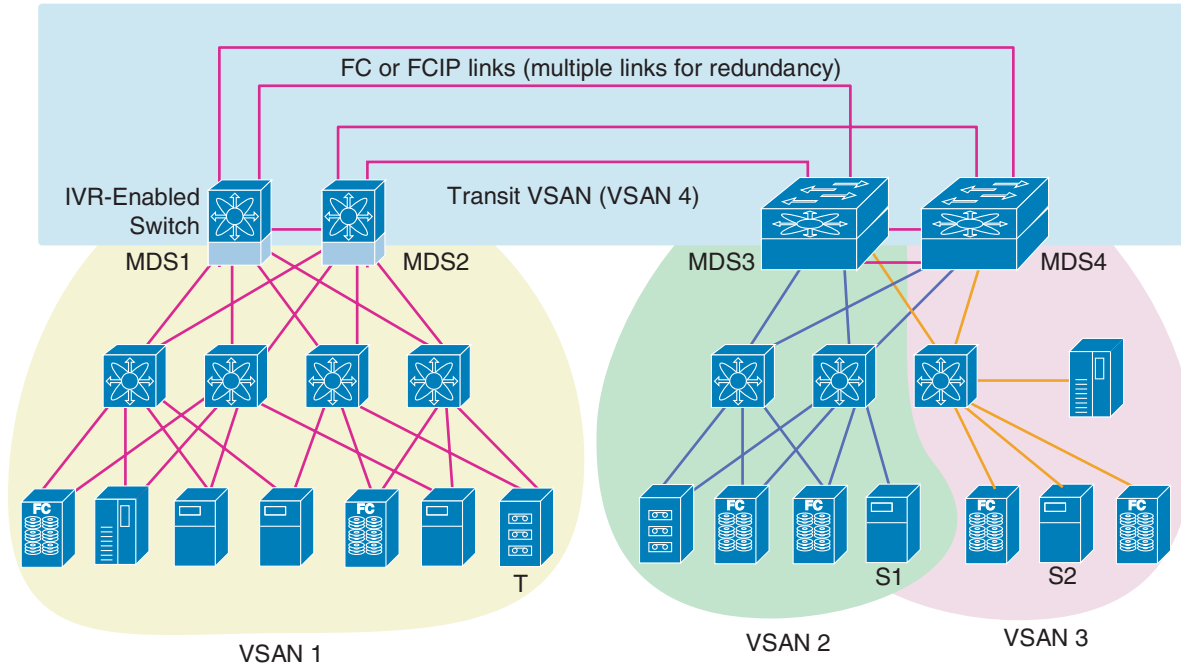 FC or FCIP links (multiple links for redundancy)
IVR-Enabled
Switch
Transit VSAN (VSAN 4)
MDS1
MDS2
MDS3
MDS4
FC
FC
FC
FC
FC
FC
T
S1
S2
VSAN 1
VSAN 2
VSAN 3